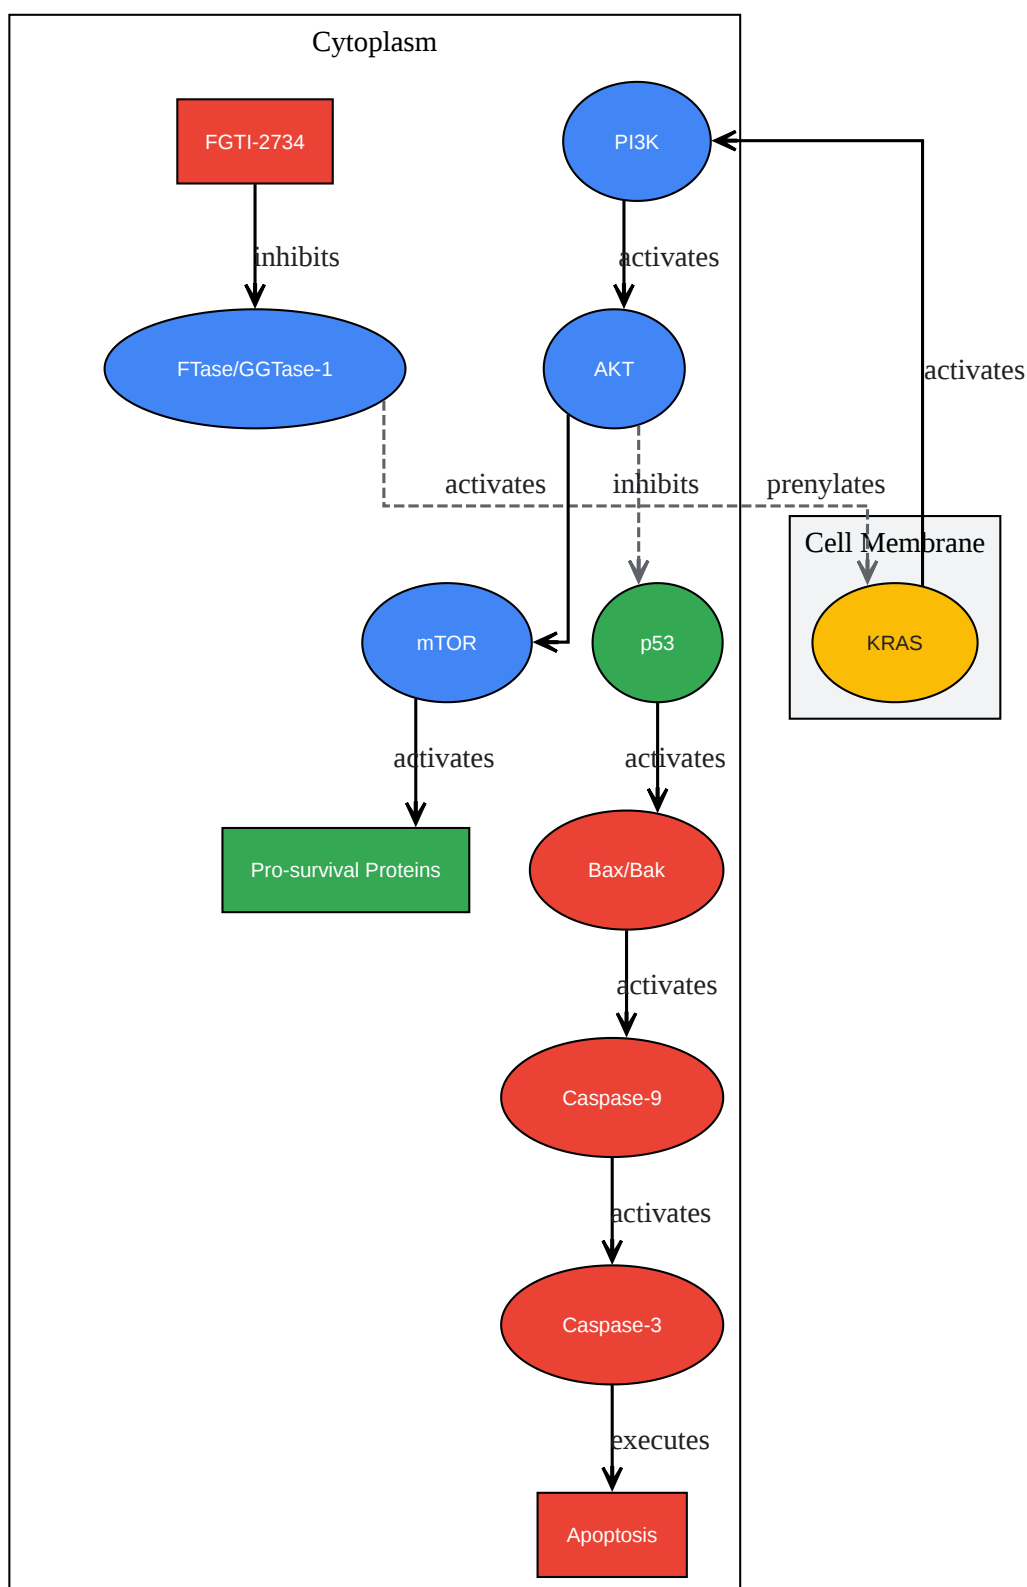 Cytoplasm
FGTI-2734
PI3K
inhibits
activates
FTase/GGTase-1
AKT
activates
activates
inhibits
prenylates
Cell Membrane
mTOR
p53
KRAS
activates
activates
Pro-survival Proteins
Bax/Bak
activates
Caspase-9
activates
Caspase-3
executes
Apoptosis